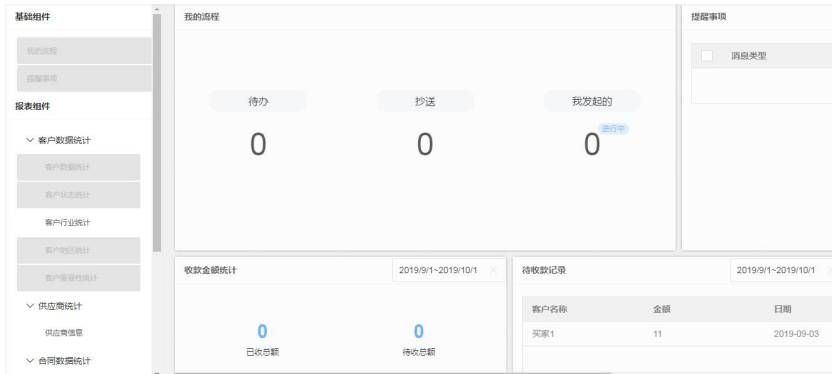 基础组件
我的流程
提醒事项
报表组件
客户数据统计
客户数据统计
客户状态统计
客户行业统计
客户地区统计
客户重要性统计
供应商统计
供应商信息
合同数据统计
我的流程
待办
抄送
我发起的
0
0
0
进行中
提醒事项
消息类型
收款金额统计
2019/9/1~2019/10/1
0
0
已收总额
待收总额
待收款记录
2019/9/1~2019/10/1
客户名称 金额 日期
买家1 11 2019-09-03